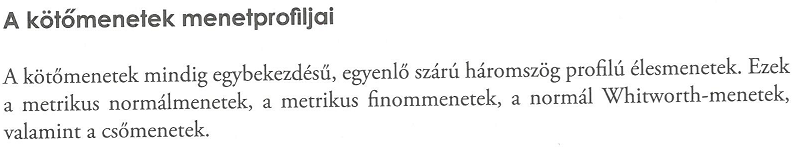 A kötőmenetek menetprofiljai
A kötőmenetek mindig egybekezdésű, egyenlő szárú háromszög profilú élesmenetek. Ezek
a metrikus normálmenetek, a metrikus finommenetek, a normál Whitworth-menetek,
valamint a csőmenetek.